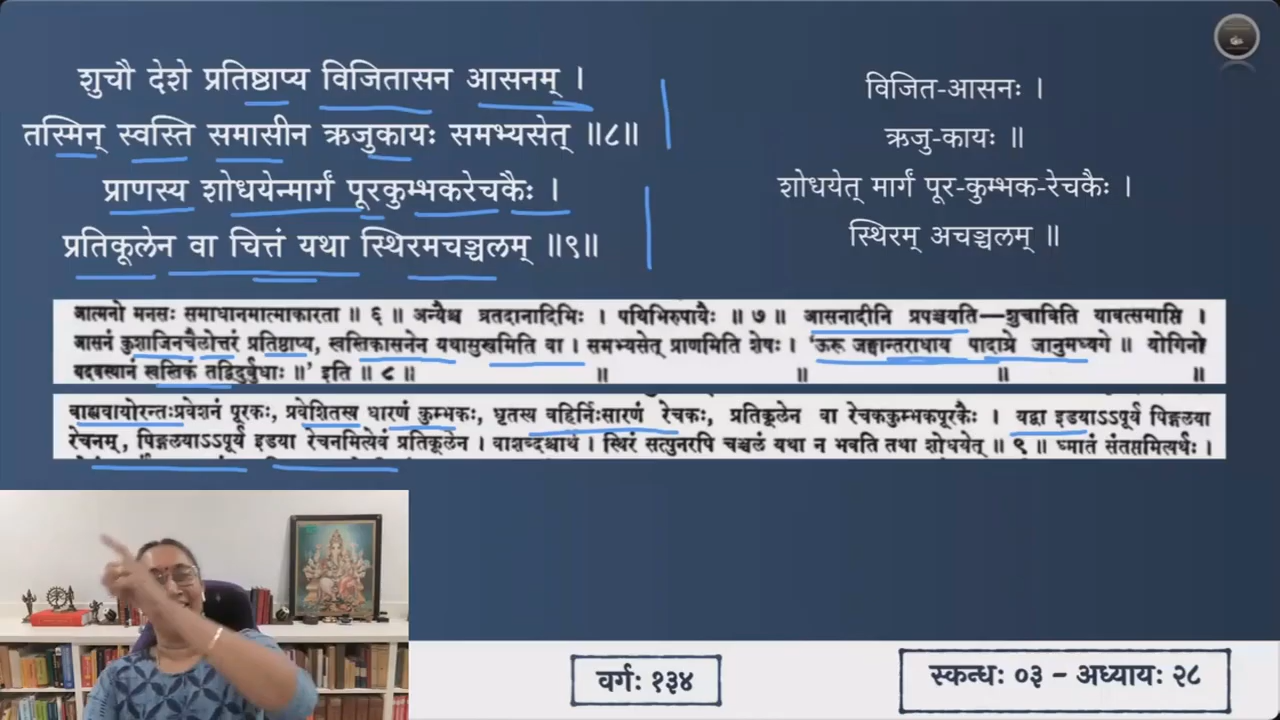 शुचौ देशे प्रतिष्ठाप्य विजितासन आसनम् ।
तस्मिन् स्वस्ति समासीन ऋजुकायः समभ्यसेत् ॥८॥
प्राणस्य शोधयेन्मार्गं पूरकुम्भकरेचकैः ।
प्रतिकूलेन वा चित्तं यथा स्थिरमचञ्चलम् ॥९॥
विजित-आसनः ।
ऋजु-कायः ॥
शोधयेत् मार्गं पूर-कुम्भक-रेचकैः ।
स्थिरम् अचञ्चलम् ॥
आत्मनो मनसः समाधानमात्माकारता ॥ ६ ॥ अन्यैश्च व्रतदानादिभिः । पथिभिरुपायैः ॥ ७ ॥ आसनादीनि प्रपञ्चयति—शुचाविति यावत्समाप्ति ।
आसनं कुशाजिनचैलोत्तरं प्रतिष्ठाप्य, स्वस्तिकासनेन यथासुखमिति वा । समभ्यसेत् प्राणमिति शेषः । ‘ऊरू जङ्घान्तराधाय पादाग्रे जानुमध्यगे ॥ योगिनो
यदवस्थानं स्वस्तिकं तद्विदुर्बुधाः ॥’ इति ॥ ८ ॥ ॥ ॥ ॥ ॥
बाह्यवायोरन्तःप्रवेशनं पूरकः, प्रवेशितस्य धारणं कुम्भकः, धृतस्य बहिर्निःसारणं रेचकः, प्रतिकूलेन वा रेचककुम्भकपूरकैः । यद्वा इडयाऽऽपूर्य पिङ्गलया
रेचनम्, पिङ्गलयाऽऽपूर्य इडया रेचनमित्येवं प्रतिकूलेन । वाशब्दश्चार्थे । स्थिरं सत्पुनरपि चञ्चलं यथा न भवति तथा शोधयेत् ॥ ९ ॥ ध्मातं संतप्तमित्यर्थः ।
वर्गः १३४
स्कन्धः ०३ - अध्यायः २८